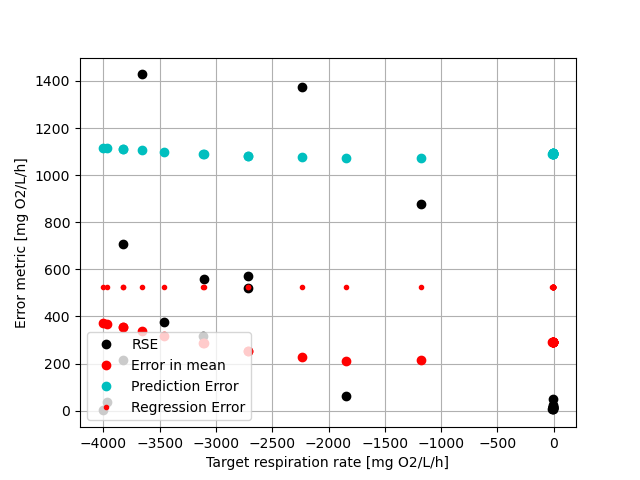 1400
1200
1000
800
600
400
200
0
Error metric [mg O2/L/h]
RSE
Error in mean
Prediction Error
Regression Error
−4000 −3500 −3000 −2500 −2000 −1500 −1000 −500 0
Target respiration rate [mg O2/L/h]